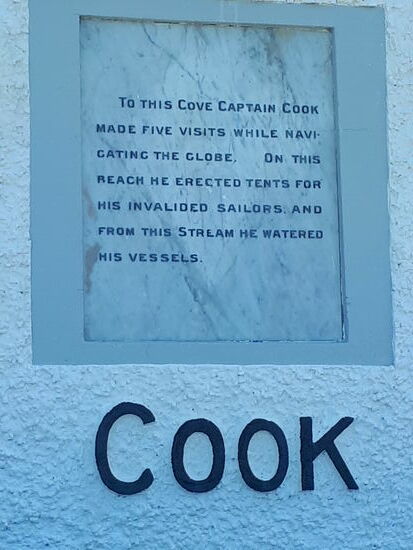 To this Cove Captain Cook
made five visits while navi-
gating the globe. On this
reach he erected tents for
his invalided sailors, and
from this Stream he watered
his vessels.
Cook